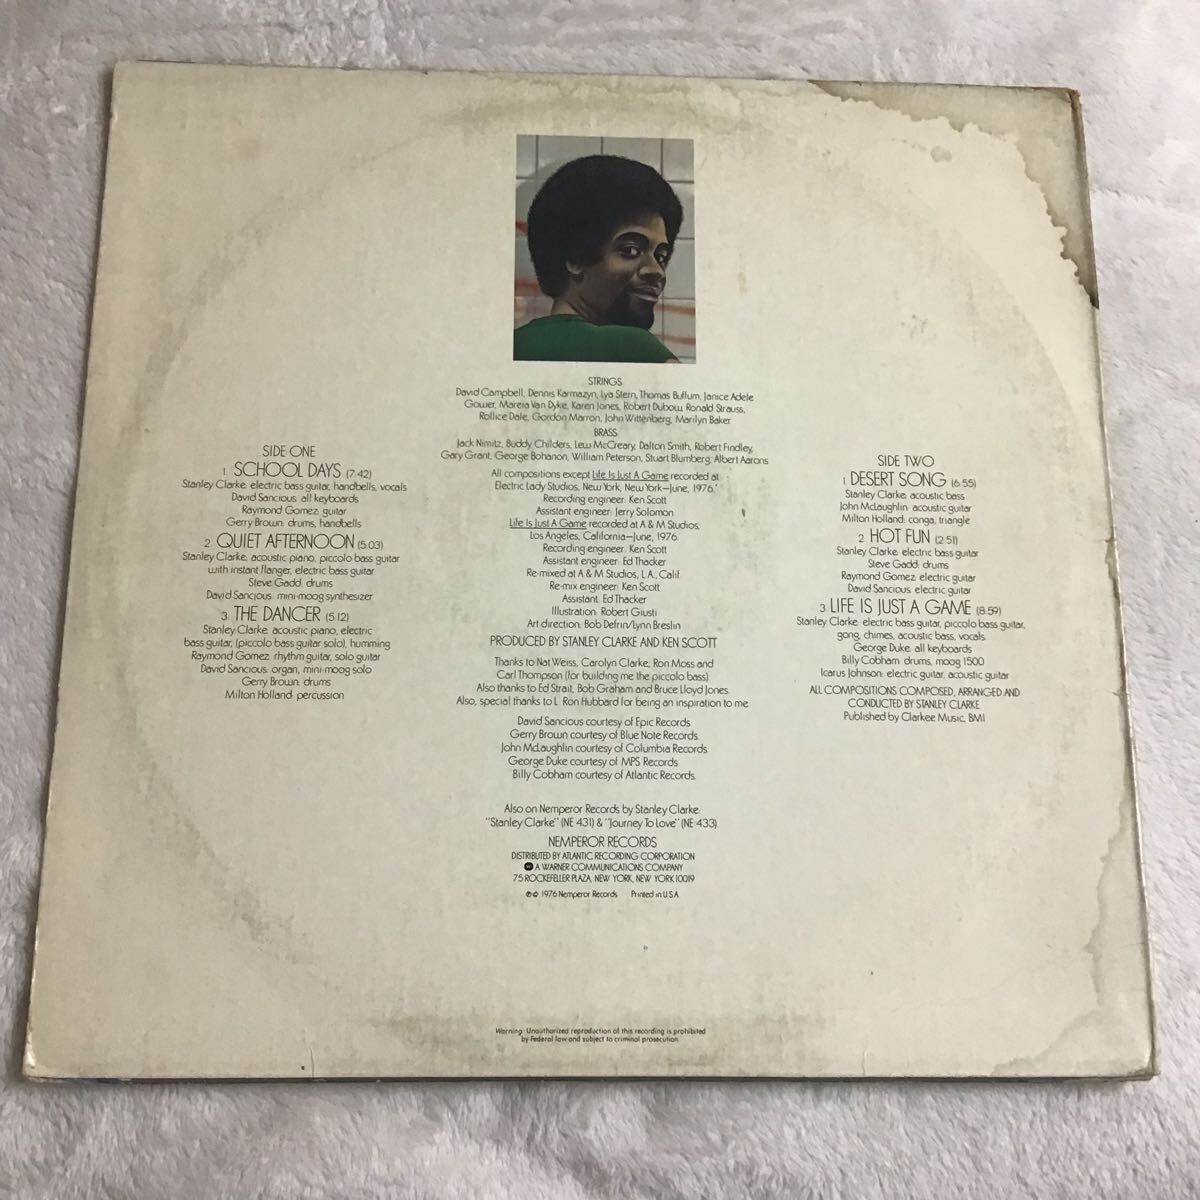 STRINGS
David Campbell, Dennis Karmazyn, Lya Stern, Thomas Buffum, Janice Adele
Gower, Mareia Van Dyke, Karen Jones, Robert Dubow, Ronald Strauss,
Rollice Dale, Gordon Marron, John Wittenberg, Marilyn Baker
BRASS
Jack Nimitz, Buddy Childers, Lew McCreary, Dalton Smith, Robert Findley,
Gary Grant, George Bohanon, William Peterson, Stuart Blumberg, Albert Aarons
All compositions except Life Is Just A Game recorded at
Electric Lady Studios, New York, New York—June, 1976.
Recording engineer: Ken Scott
Assistant engineer: Jerry Solomon
Life Is Just A Game recorded at A & M Studios,
Los Angeles, California—June, 1976
Recording engineer: Ken Scott
Assistant engineer: Ed Thacker
Re-mixed at A & M Studios, L.A., Calif.
Re-mix engineer: Ken Scott
Assistant: Ed Thacker
Illustration: Robert Giusti
Art direction: Bob Defrin/Lynn Breslin
PRODUCED BY STANLEY CLARKE AND KEN SCOTT
Thanks to Nat Weiss, Carolyn Clarke, Ron Moss and
Carl Thompson (for building me the piccolo bass)
Also thanks to Ed Strait, Bob Graham and Bruce Lloyd Jones.
Also, special thanks to L. Ron Hubbard for being an inspiration to me.
David Sancious courtesy of Epic Records.
Gerry Brown courtesy of Blue Note Records.
John McLaughlin courtesy of Columbia Records.
George Duke courtesy of MPS Records.
Billy Cobham courtesy of Atlantic Records.
Also on Nemperor Records by Stanley Clarke:
"Stanley Clarke" (NE 431) & "Journey To Love" (NE 433).
NEMPEROR RECORDS
DISTRIBUTED BY ATLANTIC RECORDING CORPORATION
A WARNER COMMUNICATIONS COMPANY
75 ROCKEFELLER PLAZA, NEW YORK, NEW YORK 10019
℗© 1976 Nemperor Records Printed in U.S.A.
SIDE ONE
1. SCHOOL DAYS (7:42)
Stanley Clarke: electric bass guitar, handbells, vocals
David Sancious: all keyboards
Raymond Gomez: guitar
Gerry Brown: drums, handbells
2. QUIET AFTERNOON (5:03)
Stanley Clarke: acoustic piano, piccolo bass guitar
with instant flanger, electric bass guitar
Steve Gadd: drums
David Sancious: mini-moog synthesizer
3. THE DANCER (5:12)
Stanley Clarke: acoustic piano, electric
bass guitar, (piccolo bass guitar solo), humming
Raymond Gomez: rhythm guitar, solo guitar
David Sancious: organ, mini-moog solo
Gerry Brown: drums
Milton Holland: percussion
SIDE TWO
1. DESERT SONG (6:55)
Stanley Clarke: acoustic bass
John McLaughlin: acoustic guitar
Milton Holland: conga, triangle
2. HOT FUN (2:51)
Stanley Clarke: electric bass guitar
Steve Gadd: drums
Raymond Gomez: electric guitar
David Sancious: electric guitar
3. LIFE IS JUST A GAME (8:59)
Stanley Clarke: electric bass guitar, piccolo bass guitar,
gong, chimes, acoustic bass, vocals
George Duke: all keyboards
Billy Cobham: drums, moog 1500
Icarus Johnson: electric guitar, acoustic guitar
ALL COMPOSITIONS COMPOSED, ARRANGED AND
CONDUCTED BY STANLEY CLARKE
Published by Clarkee Music, BMI
Warning: Unauthorized reproduction of this recording is prohibited
by Federal law and subject to criminal prosecution.